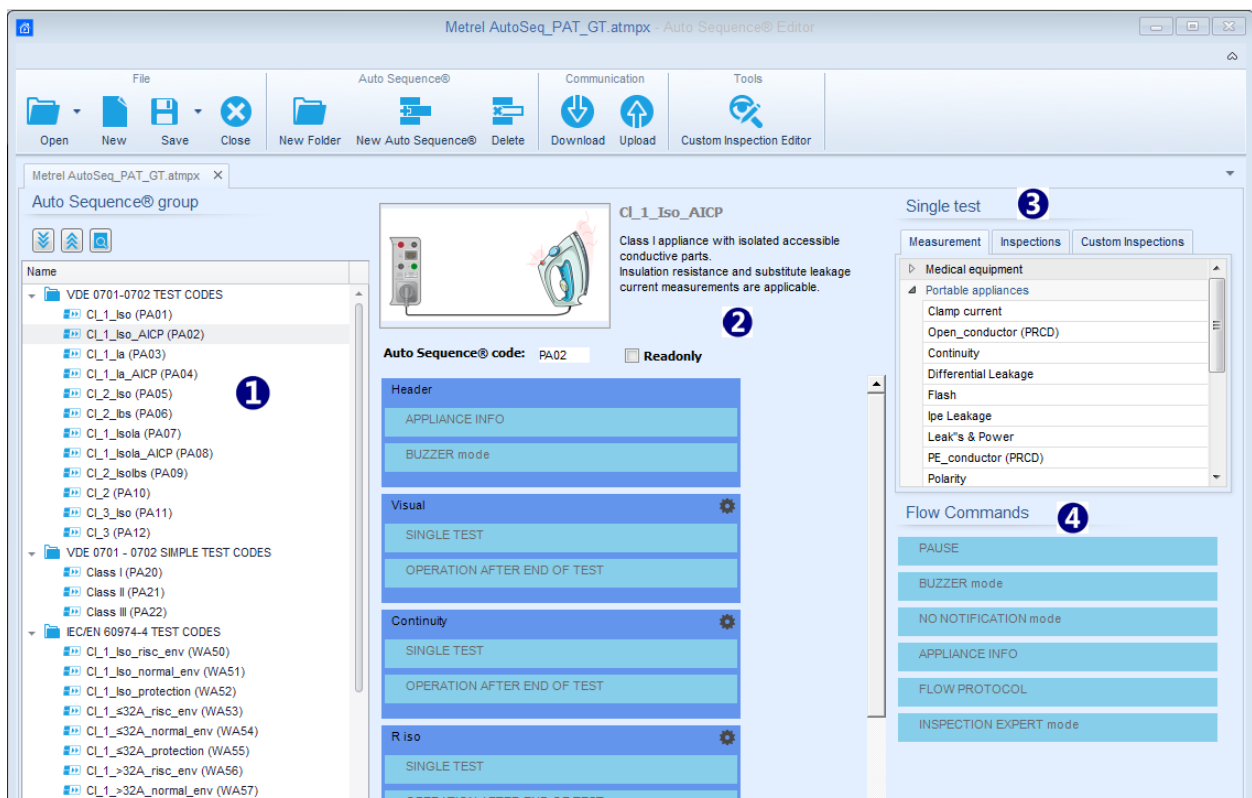 Metrel AutoSeq_PAT_GT.atmpx - Auto Sequence® Editor
File
Auto Sequence®
Communication
Tools
Open
New
Save
Close
New Folder
New Auto Sequence®
Delete
Download
Upload
Custom Inspection Editor
Metrel AutoSeq_PAT_GT.atmpx
Auto Sequence® group
Name
VDE 0701-0702 TEST CODES
Cl_1_Iso (PA01)
Cl_1_Iso_AICP (PA02)
Cl_1_Ia (PA03)
Cl_1_Ia_AICP (PA04)
Cl_2_Iso (PA05)
Cl_2_Ibs (PA06)
Cl_1_IsoIa (PA07)
Cl_1_IsoIa_AICP (PA08)
Cl_2_IsoIbs (PA09)
Cl_2 (PA10)
Cl_3_Iso (PA11)
Cl_3 (PA12)
VDE 0701 - 0702 SIMPLE TEST CODES
Class I (PA20)
Class II (PA21)
Class III (PA22)
IEC/EN 60974-4 TEST CODES
Cl_1_Iso_risc_env (WA50)
Cl_1_Iso_normal_env (WA51)
Cl_1_Iso_protection (WA52)
Cl_1_≤32A_risc_env (WA53)
Cl_1_≤32A_normal_env (WA54)
Cl_1_≤32A_protection (WA55)
Cl_1_>32A_risc_env (WA56)
Cl_1_>32A_normal_env (WA57)
1
Cl_1_Iso_AICP
Class I appliance with isolated accessible
conductive parts.
Insulation resistance and substitute leakage
current measurements are applicable.
2
Auto Sequence® code: PA02
Readonly
Header
APPLIANCE INFO
BUZZER mode
Visual
SINGLE TEST
OPERATION AFTER END OF TEST
Continuity
SINGLE TEST
OPERATION AFTER END OF TEST
R iso
SINGLE TEST
OPERATION AFTER END OF TEST
Single test
3
Measurement
Inspections
Custom Inspections
Medical equipment
Portable appliances
Clamp current
Open_conductor (PRCD)
Continuity
Differential Leakage
Flash
Ipe Leakage
Leak"s & Power
PE_conductor (PRCD)
Polarity
Flow Commands
4
PAUSE
BUZZER mode
NO NOTIFICATION mode
APPLIANCE INFO
FLOW PROTOCOL
INSPECTION EXPERT mode